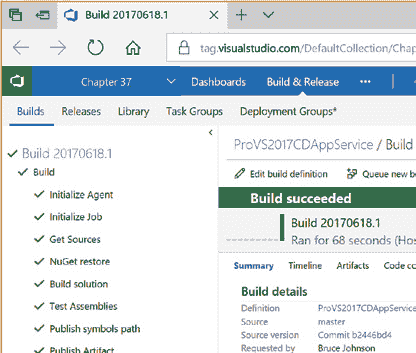 Build 20170618.1
tag.visualstudio.com/DefaultCollection/Chap
Chapter 37 Dashboards Build & Release
Builds Releases Library Task Groups Deployment Groups*
Build 20170618.1
Build
Initialize Agent
Initialize Job
Get Sources
NuGet restore
Build solution
Test Assemblies
Publish symbols path
Publish Artifact
ProVS2017CDAppService / Build
Edit build definition Queue new b
Build succeeded
Build 20170618.1
Ran for 68 seconds (Hos
Summary Timeline Artifacts Code co
Build details
Definition ProVS2017CDAppService
Source master
Source version Commit b2446bd4
Requested by Bruce Johnson